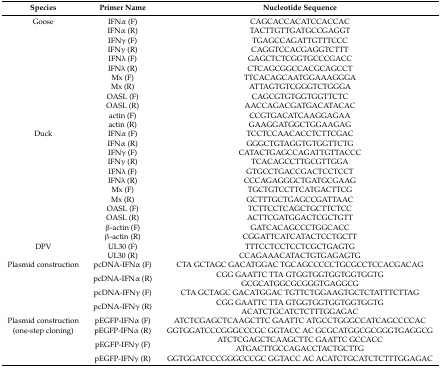 Species Primer Name Nucleotide Sequence
Goose IFNα (F) CAGCACCACATCCACCAC
IFNα (R) TACTTGTTGATGCCGAGGT
IFNγ (F) TGAGCCAGATTGTTTCCC
IFNγ (R) CAGGTCCACGAGGTCTTT
IFNλ (F) GAGCTCTCGGTGCCCGACC
IFNλ (R) CTCAGCGGCCACGCAGCCT
Mx (F) TTCACAGCAATGGAAAGGGA
Mx (R) ATTAGTGTCGGGTCTGGGA
OASL (F) CAGCGTGTGGTGGTTCTC
OASL (R) AACCAGACGATGACATACAC
actin (F) CCGTGACATCAAGGAGAA
actin (R) GAAGGATGGCTGGAAGAG
Duck IFNα (F) TCCTCCAACACCTCTTCGAC
IFNα (R) GGGCTGTAGGTGTGGTTCTG
IFNγ (F) CATACTGAGCCAGATTGTTACCC
IFNγ (R) TCACAGCCTTGCGTTGGA
IFNλ (F) GTGCCTGACCGACTCCTCCT
IFNλ (R) CCCAGAGGGCTGATGCGAAG
Mx (F) TGCTGTCCTTCATGACTTCG
Mx (R) GCTTTGCTGAGCCGATTAAC
OASL (F) TCTTCCTCAGCTGCTTCTCC
OASL (R) ACTTCGATGGACTCGCTGTT
β-actin (F) GATCACAGCCCTGGCACC
β-actin (R) CGGATTCATCATACTCCTGCTT
DPV UL30 (F) TTTCCTCCTCCTCGCTGAGTG
UL30 (R) CCAGAAACATACTGTGAGAGTG
Plasmid construction pcDNA-IFNα (F) CTA GCTAGC GACATGGAC TGCAGCCCCCTGCGCCTCCACGACAG
pcDNA-IFNα (R) CGG GAATTC TTA GTGGTGGTGGTGGTGGTG
GCGCATGGCGCGGGTGAGGCG
pcDNA-IFNγ (F) CTA GCTAGC GACATGGAC TGTTCTGGAAGTGCTCTATTTCTTAG
pcDNA-IFNγ (R) CGG GAATTC TTA GTGGTGGTGGTGGTGGTG
ACATCTGCATCTCTTTGGAGAC
Plasmid construction pEGFP-IFNα (F) ATCTCGAGCTCAAGCTTC GAATTC ATGCCTGGGCCATCAGCCCCAC
(one-step cloning) pEGFP-IFNα (R) GGTGGATCCCGGGCCCGC GGTACC AC GCGCATGGCGCGGGTGAGGCG
pEGFP-IFNγ (F) ATCTCGAGCTCAAGCTTC GAATTC GCCACC
ATGACTTGCCAGACCTACTGCTTG
pEGFP-IFNγ (R) GGTGGATCCCGGGCCCGC GGTACC AC ACATCTGCATCTCTTTGGAGAC